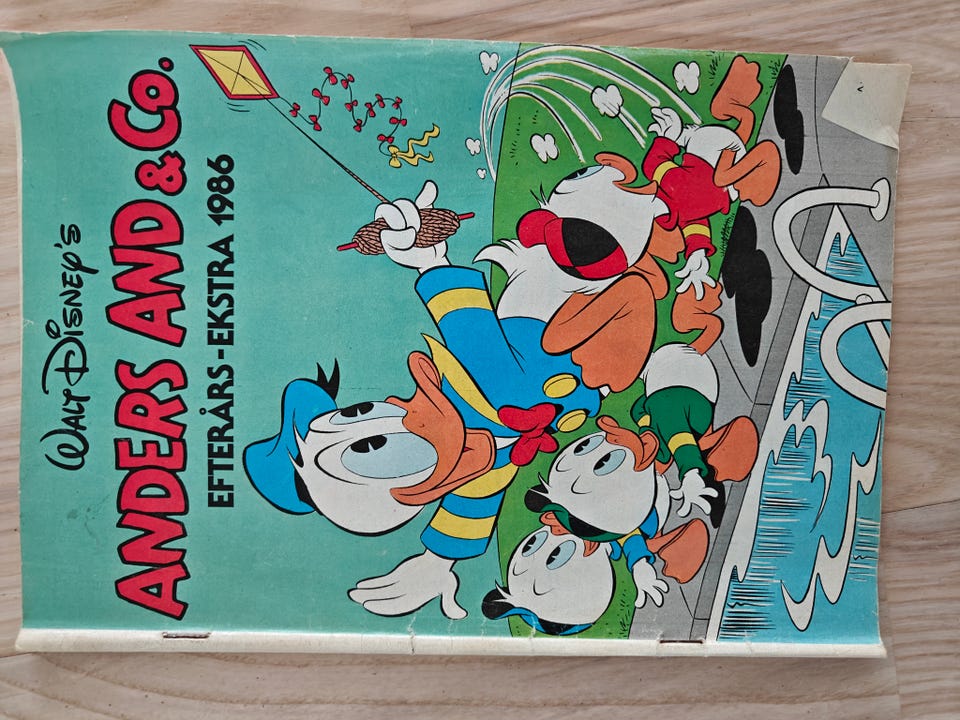 WALT DISNEY'S
ANDERS AND & CO.
EFTERÅRS-EKSTRA 1986